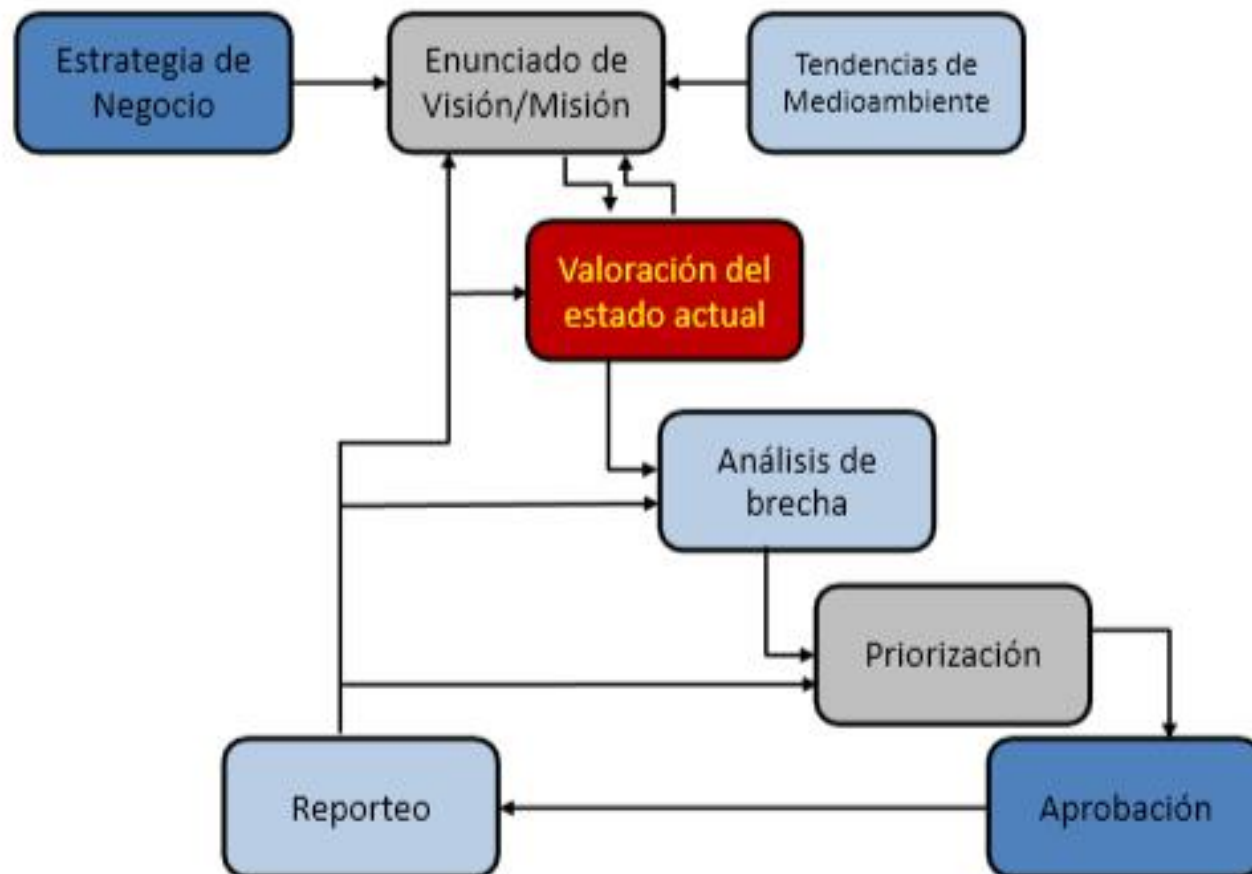 Estrategia de
Negocio
Enunciado de
Visión/Misión
Tendencias de
Medioambiente
Valoración del
estado actual
Análisis de
brecha
Priorización
Reporteo
Aprobación